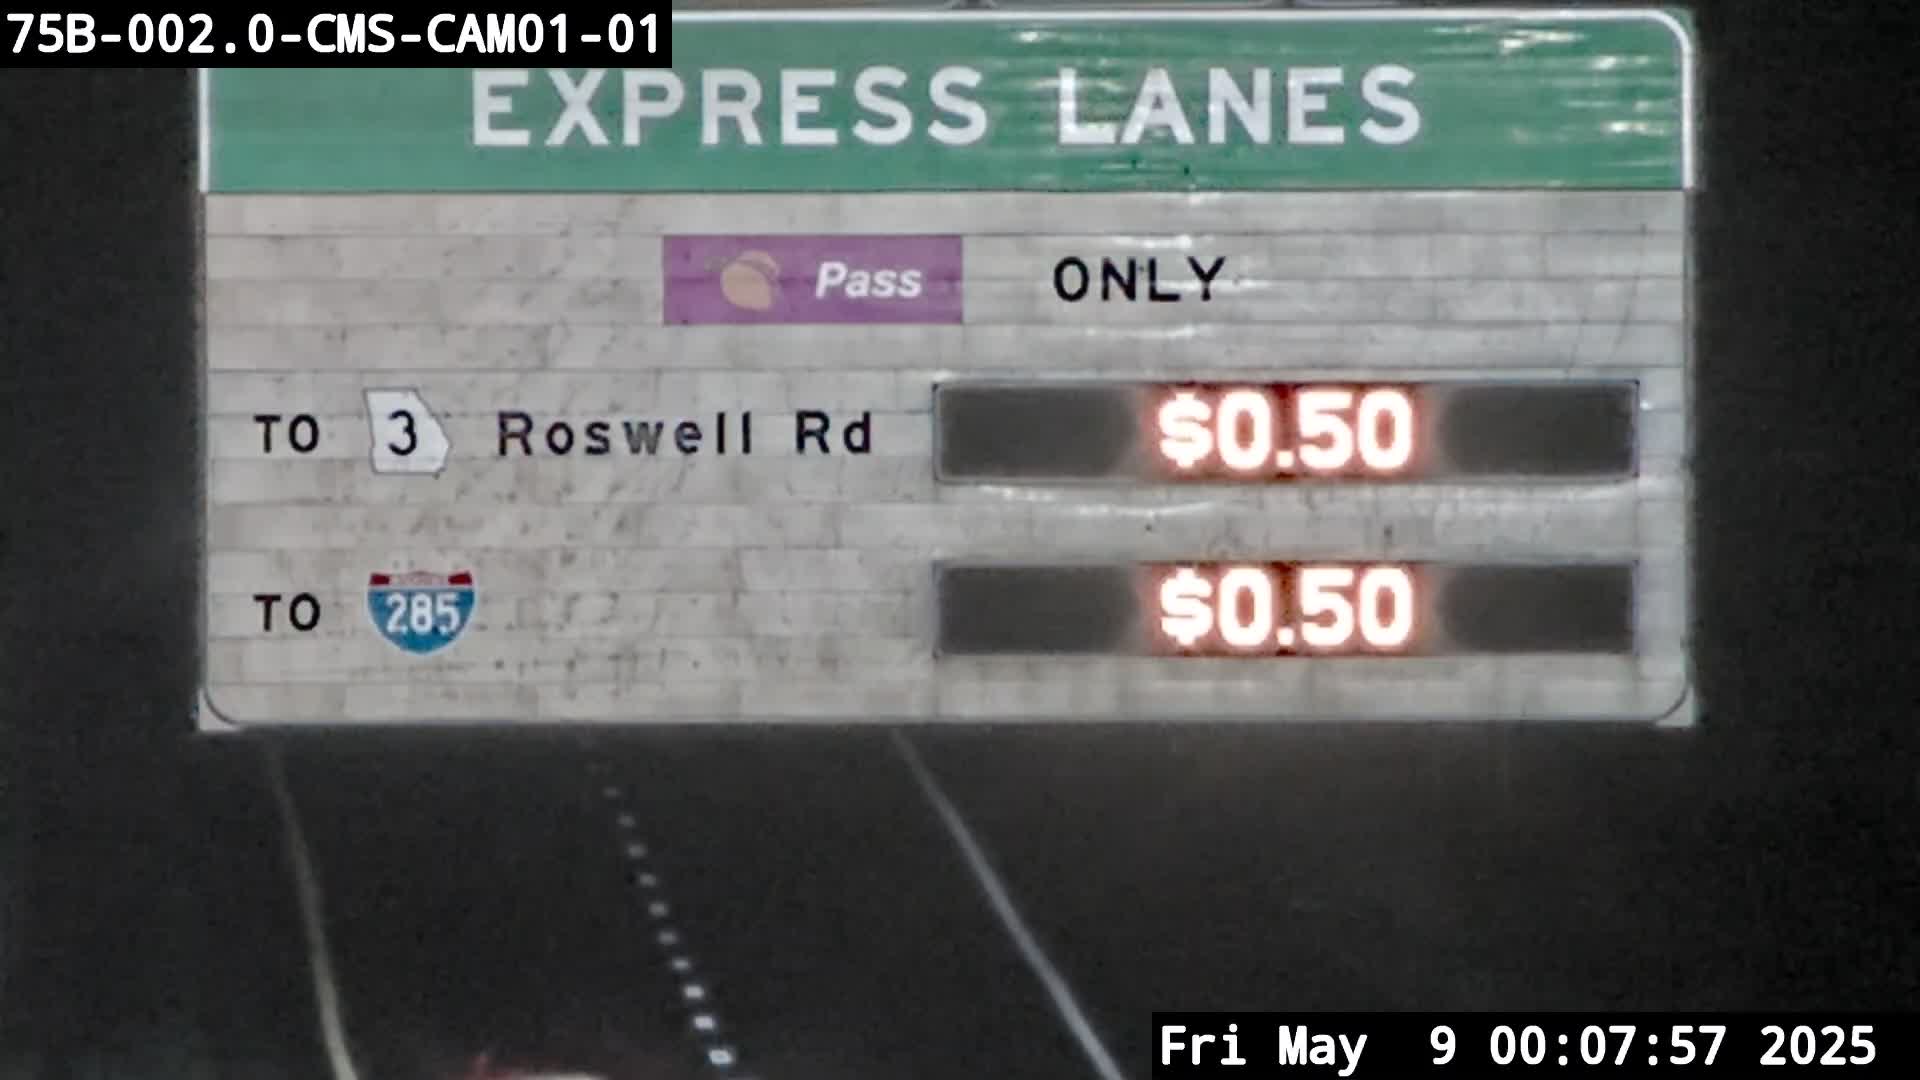 75B-002.0-CMS-CAM01-01
EXPRESS LANES
Pass ONLY
TO 3 Roswell Rd $0.50
TO 285 $0.50
Fri May 9 00:07:57 2025